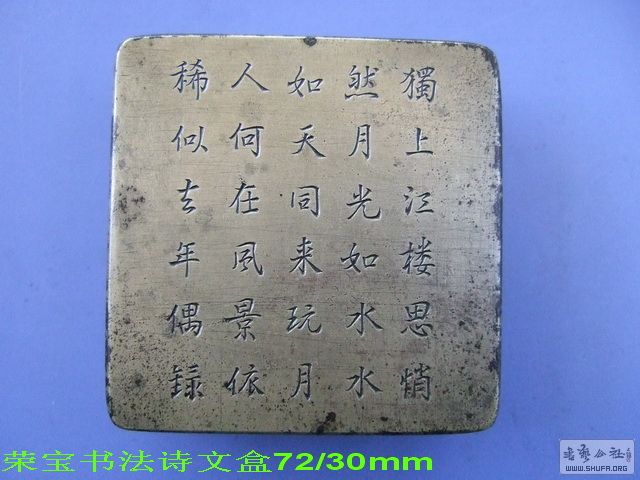 獨上江楼思悄
然月光如水水
如天同来玩月
人何在風景依
稀似去年偶録
荣宝书法诗文盒72/30mm
书艺公社
WWW.SHUFA.ORG